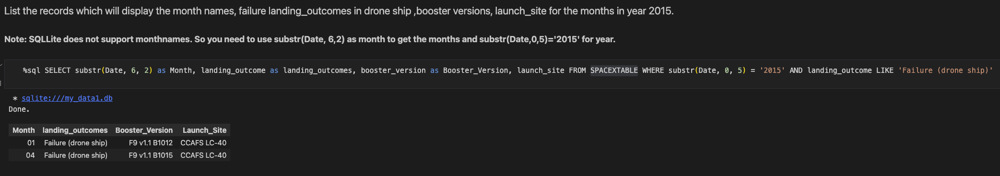 List the records which will display the month names, failure landing_outcomes in drone ship ,booster versions, launch_site for the months in year 2015.
Note: SQLLite does not support monthnames. So you need to use substr(Date, 6,2) as month to get the months and substr(Date,0,5)='2015' for year.
%sql SELECT substr(Date, 6, 2) as Month, landing_outcome as landing_outcomes, booster_version as Booster_Version, launch_site FROM SPACEXTABLE WHERE substr(Date, 0, 5) = '2015' AND landing_outcome LIKE 'Failure (drone ship)'
* sqlite:///my_data1.db
Done.
Month landing_outcomes Booster_Version Launch_Site
01 Failure (drone ship) F9 v1.1 B1012 CCAFS LC-40
04 Failure (drone ship) F9 v1.1 B1015 CCAFS LC-40